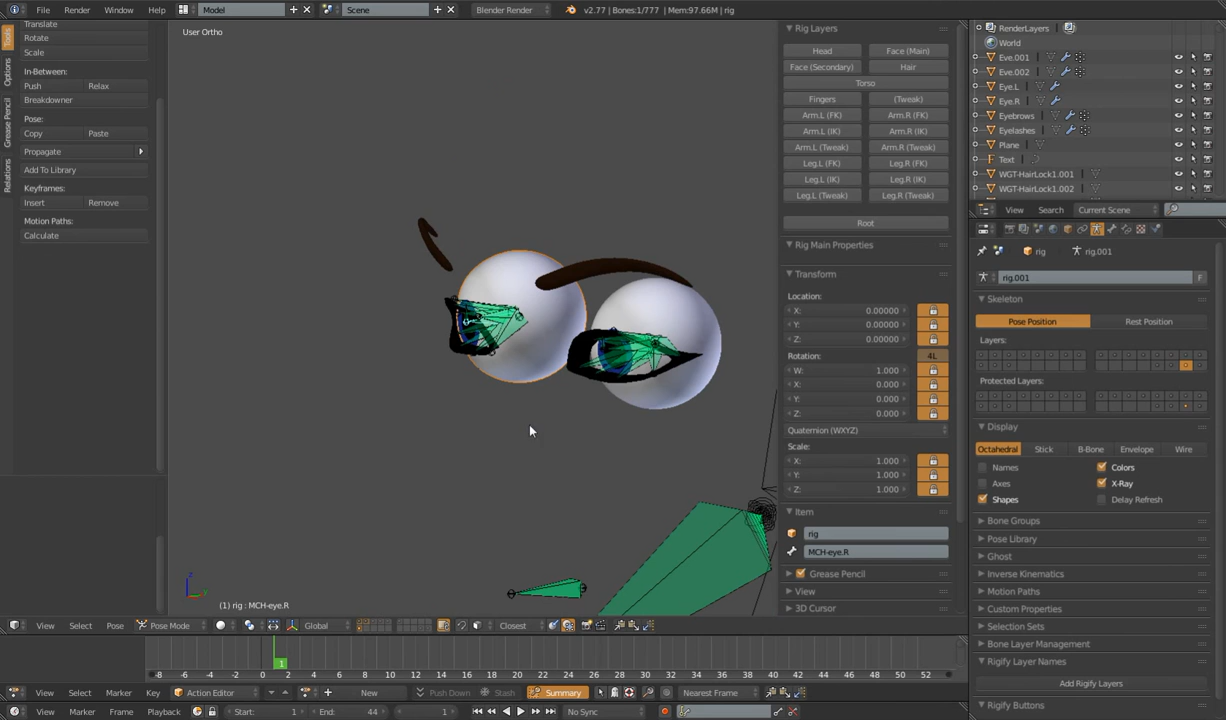 File Render Window Help Model Scene Blender Render v2.77 | Bones:1/777 | Mem:97.66M | rig
Tools
Options
Grease Pencil
Relations
Translate
Rotate
Scale
In-Between:
Push Relax
Breakdowner
Pose:
Copy Paste
Propagate
Add To Library
Keyframes:
Insert Remove
Motion Paths:
Calculate
User Ortho
(1) rig : MCH-eye.R
Rig Layers
Head Face (Main)
Face (Secondary) Hair
Torso
Fingers (Tweak)
Arm.L (FK) Arm.R (FK)
Arm.L (IK) Arm.R (IK)
Arm.L (Tweak) Arm.R (Tweak)
Leg.L (FK) Leg.R (FK)
Leg.L (IK) Leg.R (IK)
Leg.L (Tweak) Leg.R (Tweak)
Root
Rig Main Properties
Transform
Location:
X: 0.00000
Y: 0.00000
Z: 0.00000
Rotation: 4L
W: 1.000
X: 0.000
Y: 0.000
Z: 0.000
Quaternion (WXYZ)
Scale:
X: 1.000
Y: 1.000
Z: 1.000
Item
rig
MCH-eye.R
Grease Pencil
View
3D Cursor
RenderLayers
World
Eve.001
Eve.002
Eye.L
Eye.R
Eyebrows
Eyelashes
Plane
Text
WGT-HairLock1.001
WGT-HairLock1.002
View Search Current Scene
rig rig.001
rig.001 F
Skeleton
Pose Position Rest Position
Layers:
Protected Layers:
Display
Octahedral Stick B-Bone Envelope Wire
Names Colors
Axes X-Ray
Shapes Delay Refresh
Bone Groups
Pose Library
Ghost
Inverse Kinematics
Motion Paths
Custom Properties
Selection Sets
Bone Layer Management
Rigify Layer Names
Add Rigify Layers
Rigify Buttons
View Select Pose Pose Mode Global Closest
-8 -6 -4 -2 0 2 4 6 8 10 12 14 16 18 20 22 24 26 28 30 32 34 36 38 40 42 44 46 48 50 52
1
View Select Marker Key Action Editor New Push Down Stash Summary Nearest Frame
View Marker Frame Playback Start: 1 End: 44 1 No Sync